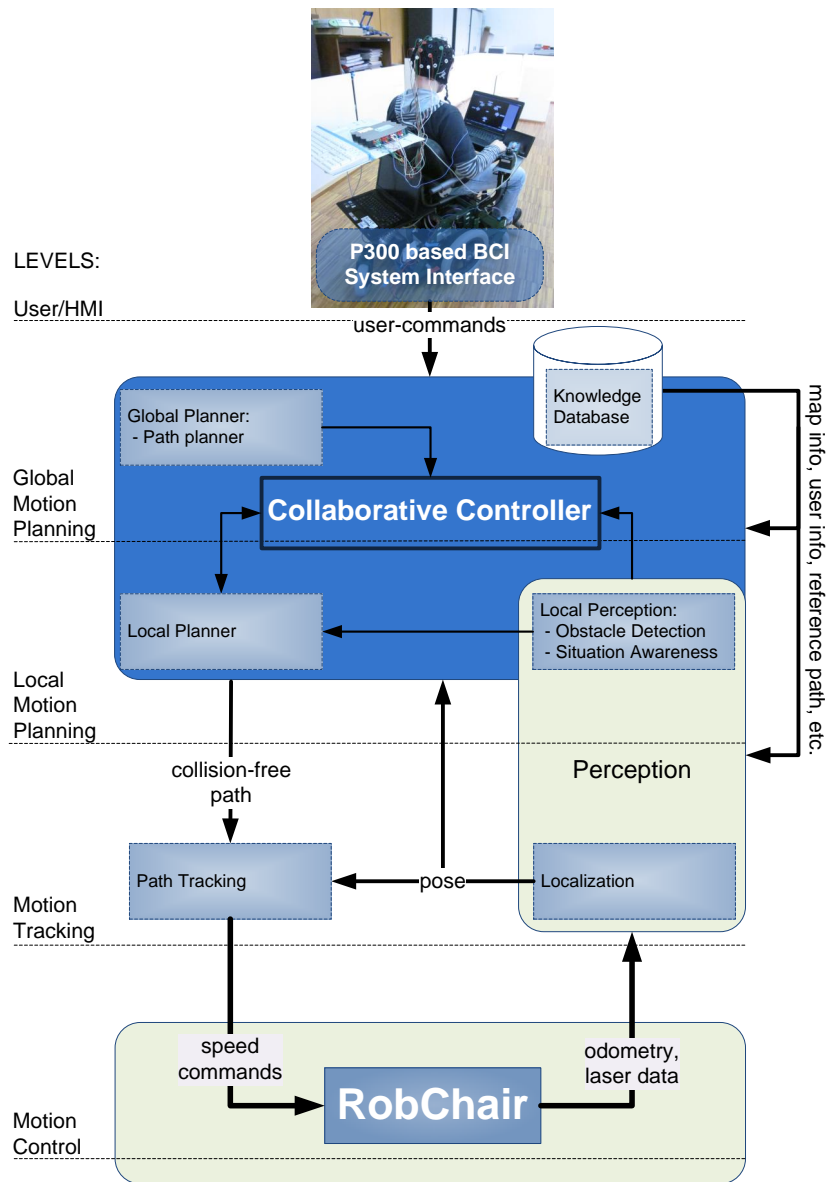 P300 based BCI
System Interface
LEVELS:
User/HMI
user-commands
Global Planner:
- Path planner
Knowledge
Database
map info, user info, reference path, etc.
Collaborative Controller
Global
Motion
Planning
Local Planner
Local Perception:
- Obstacle Detection
- Situation Awareness
Local
Motion
Planning
collision-free
path
Perception
Path Tracking
pose
Localization
Motion
Tracking
speed
commands
odometry,
laser data
RobChair
Motion
Control